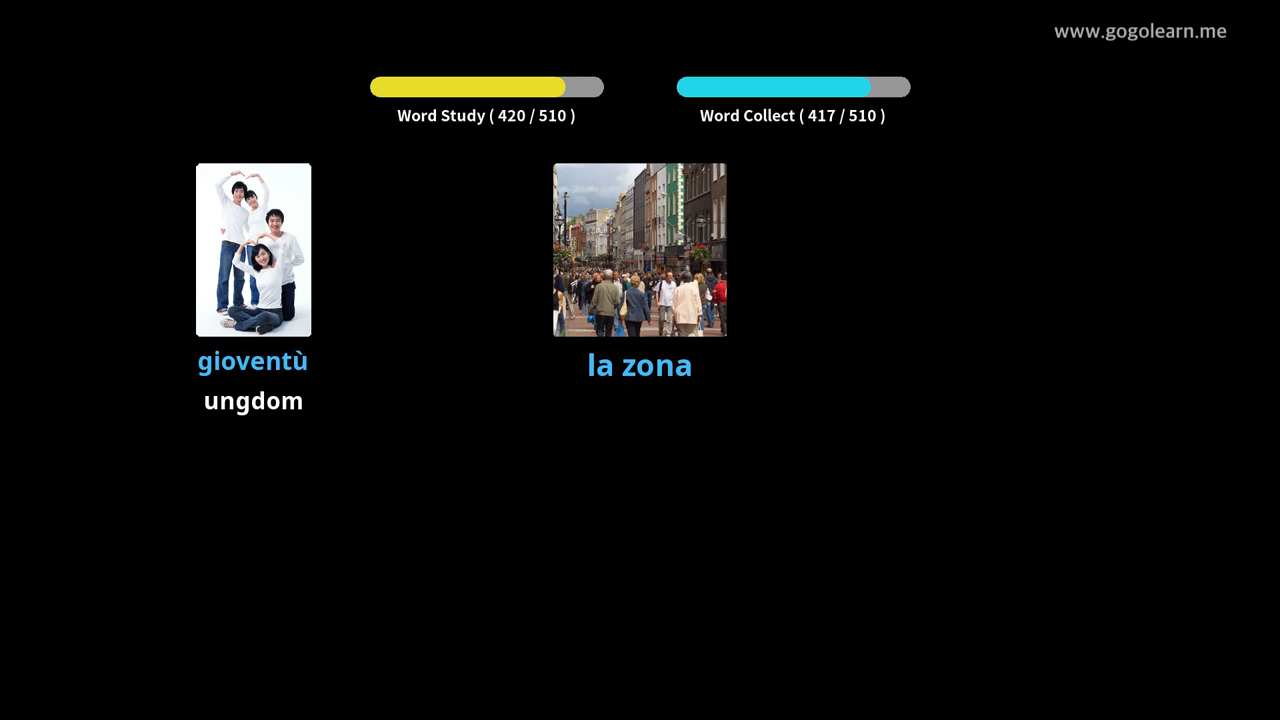 www.gogolearn.me
Word Study ( 420 / 510 )
Word Collect ( 417 / 510 )
gioventù
ungdom
la zona